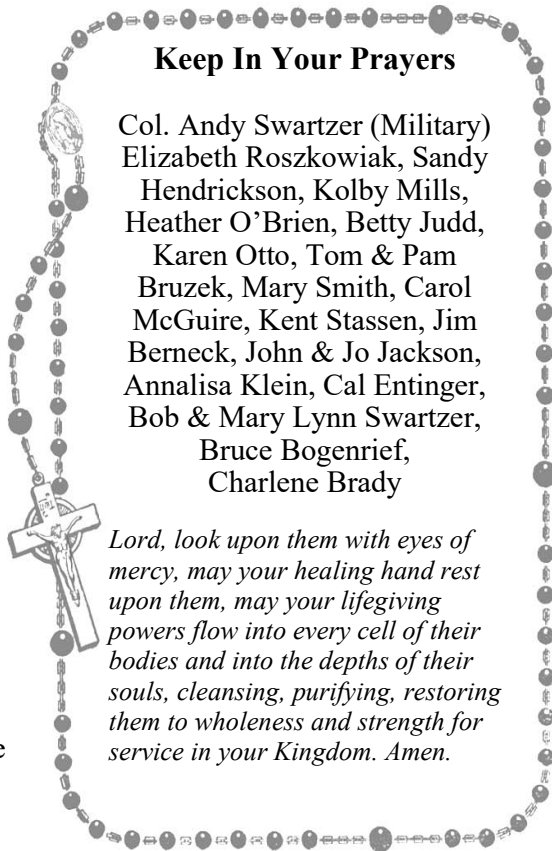 Keep In Your Prayers
Col. Andy Swartzer (Military)
Elizabeth Roszkowiak, Sandy
Hendrickson, Kolby Mills,
Heather O’Brien, Betty Judd,
Karen Otto, Tom & Pam
Bruzek, Mary Smith, Carol
McGuire, Kent Stassen, Jim
Berneck, John & Jo Jackson,
Annalisa Klein, Cal Entinger,
Bob & Mary Lynn Swartzer,
Bruce Bogenrief,
Charlene Brady
Lord, look upon them with eyes of
mercy, may your healing hand rest
upon them, may your lifegiving
powers flow into every cell of their
bodies and into the depths of their
souls, cleansing, purifying, restoring
them to wholeness and strength for
service in your Kingdom. Amen.